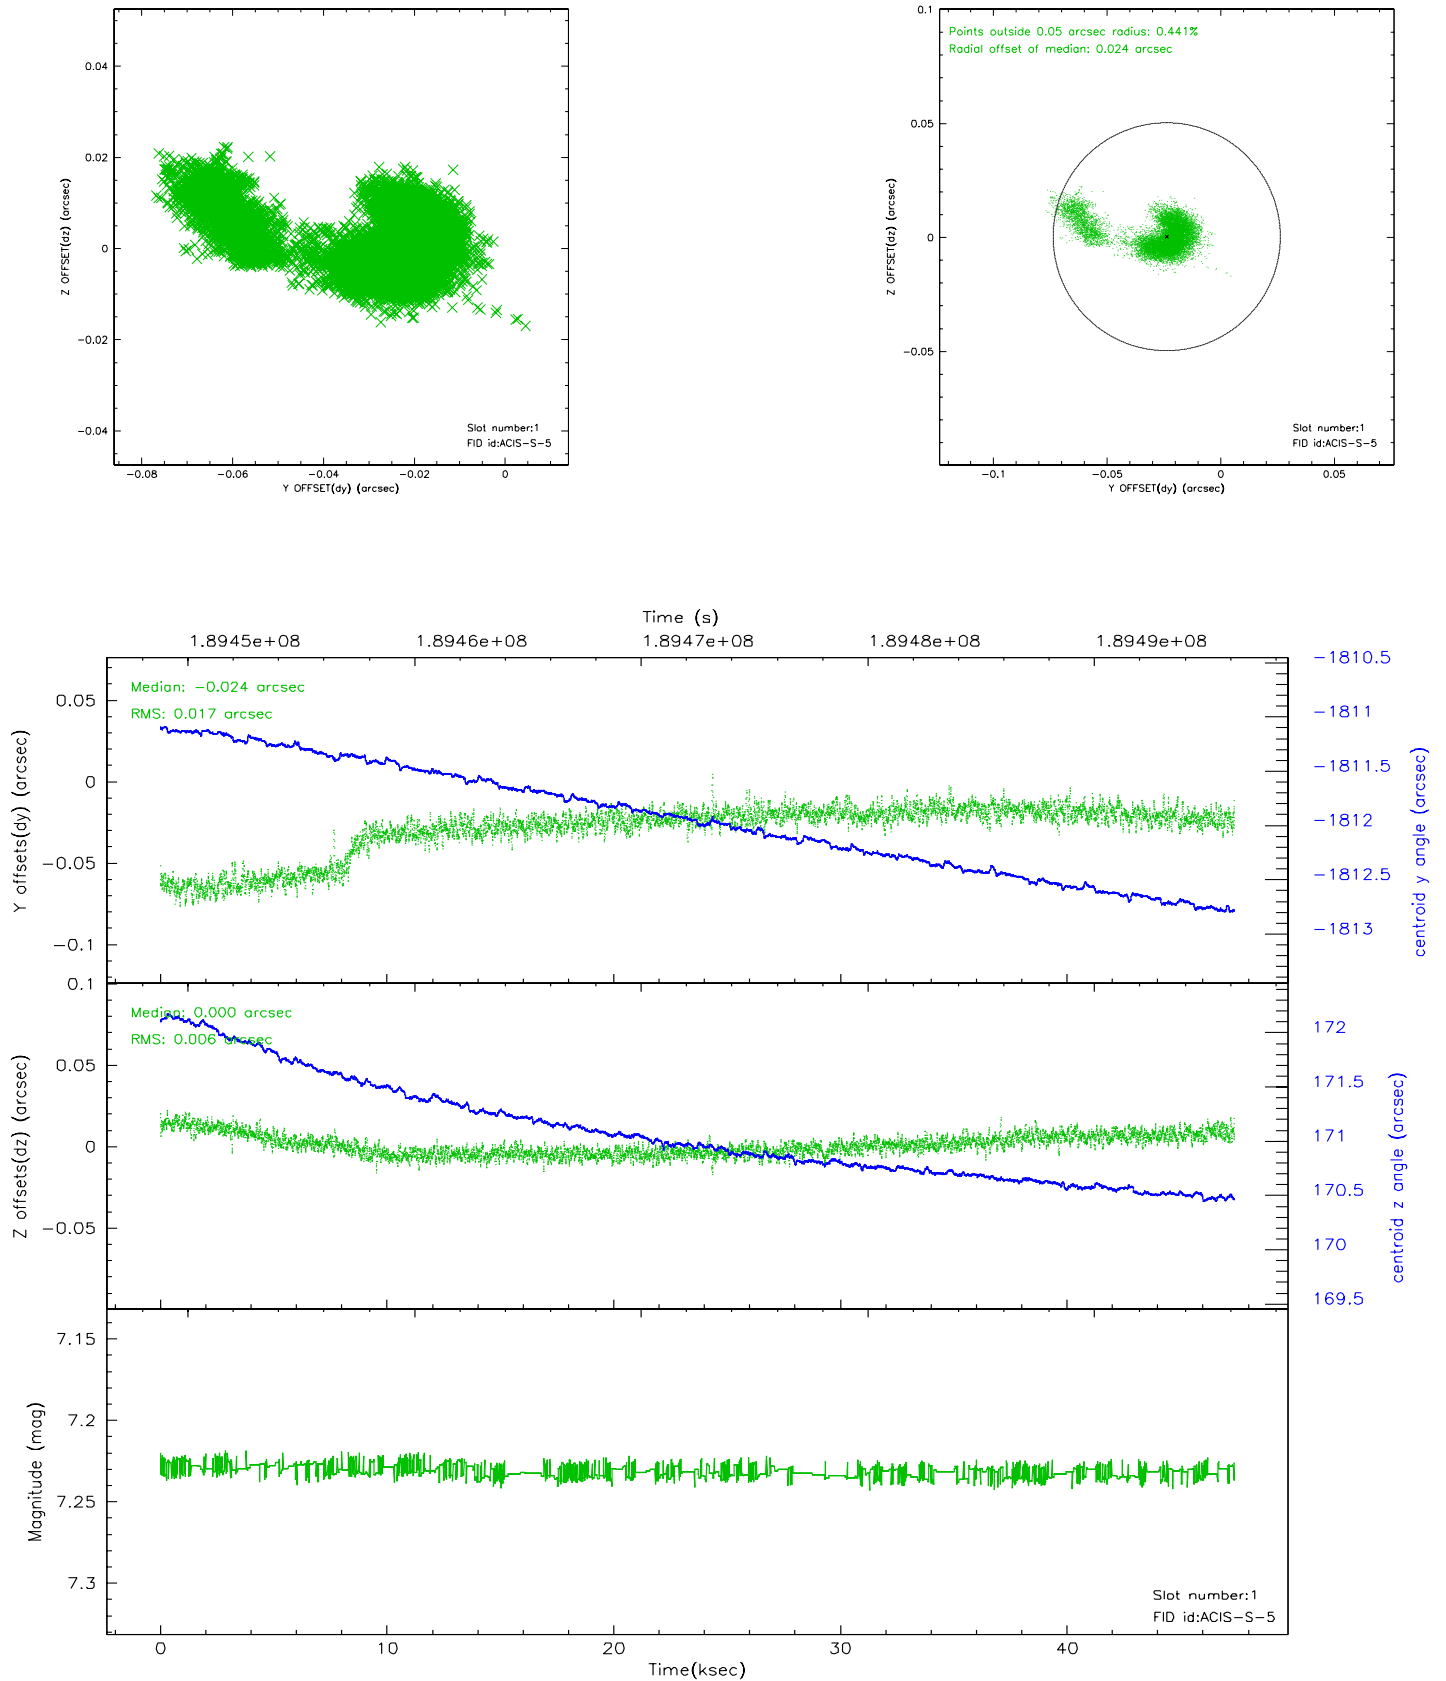 0.04
0.02
0
−0.02
−0.04
Z OFFSET(dz) (arcsec)
Slot number:1
FID id:ACIS−S−5
−0.08 −0.06 −0.04 −0.02 0
Y OFFSET(dy) (arcsec)
0.1
Points outside 0.05 arcsec radius: 0.441%
Radial offset of median: 0.024 arcsec
0.05
0
−0.05
Z OFFSET(dz) (arcsec)
Slot number:1
FID id:ACIS−S−5
−0.1 −0.05 0 0.05
Y OFFSET(dy) (arcsec)
Time (s)
1.8945e+08 1.8946e+08 1.8947e+08 1.8948e+08 1.8949e+08
Median: −0.024 arcsec
RMS: 0.017 arcsec
0.05
0
−0.05
−0.1
Y offsets(dy) (arcsec)
−1810.5
−1811
−1811.5
−1812
−1812.5
−1813
centroid y angle (arcsec)
0.1
Median: 0.000 arcsec
RMS: 0.006 arcsec
0.05
0
−0.05
Z offsets(dz) (arcsec)
172
171.5
171
170.5
170
169.5
centroid z angle (arcsec)
7.15
7.2
7.25
7.3
Magnitude (mag)
Slot number:1
FID id:ACIS−S−5
0 10 20 30 40
Time(ksec)